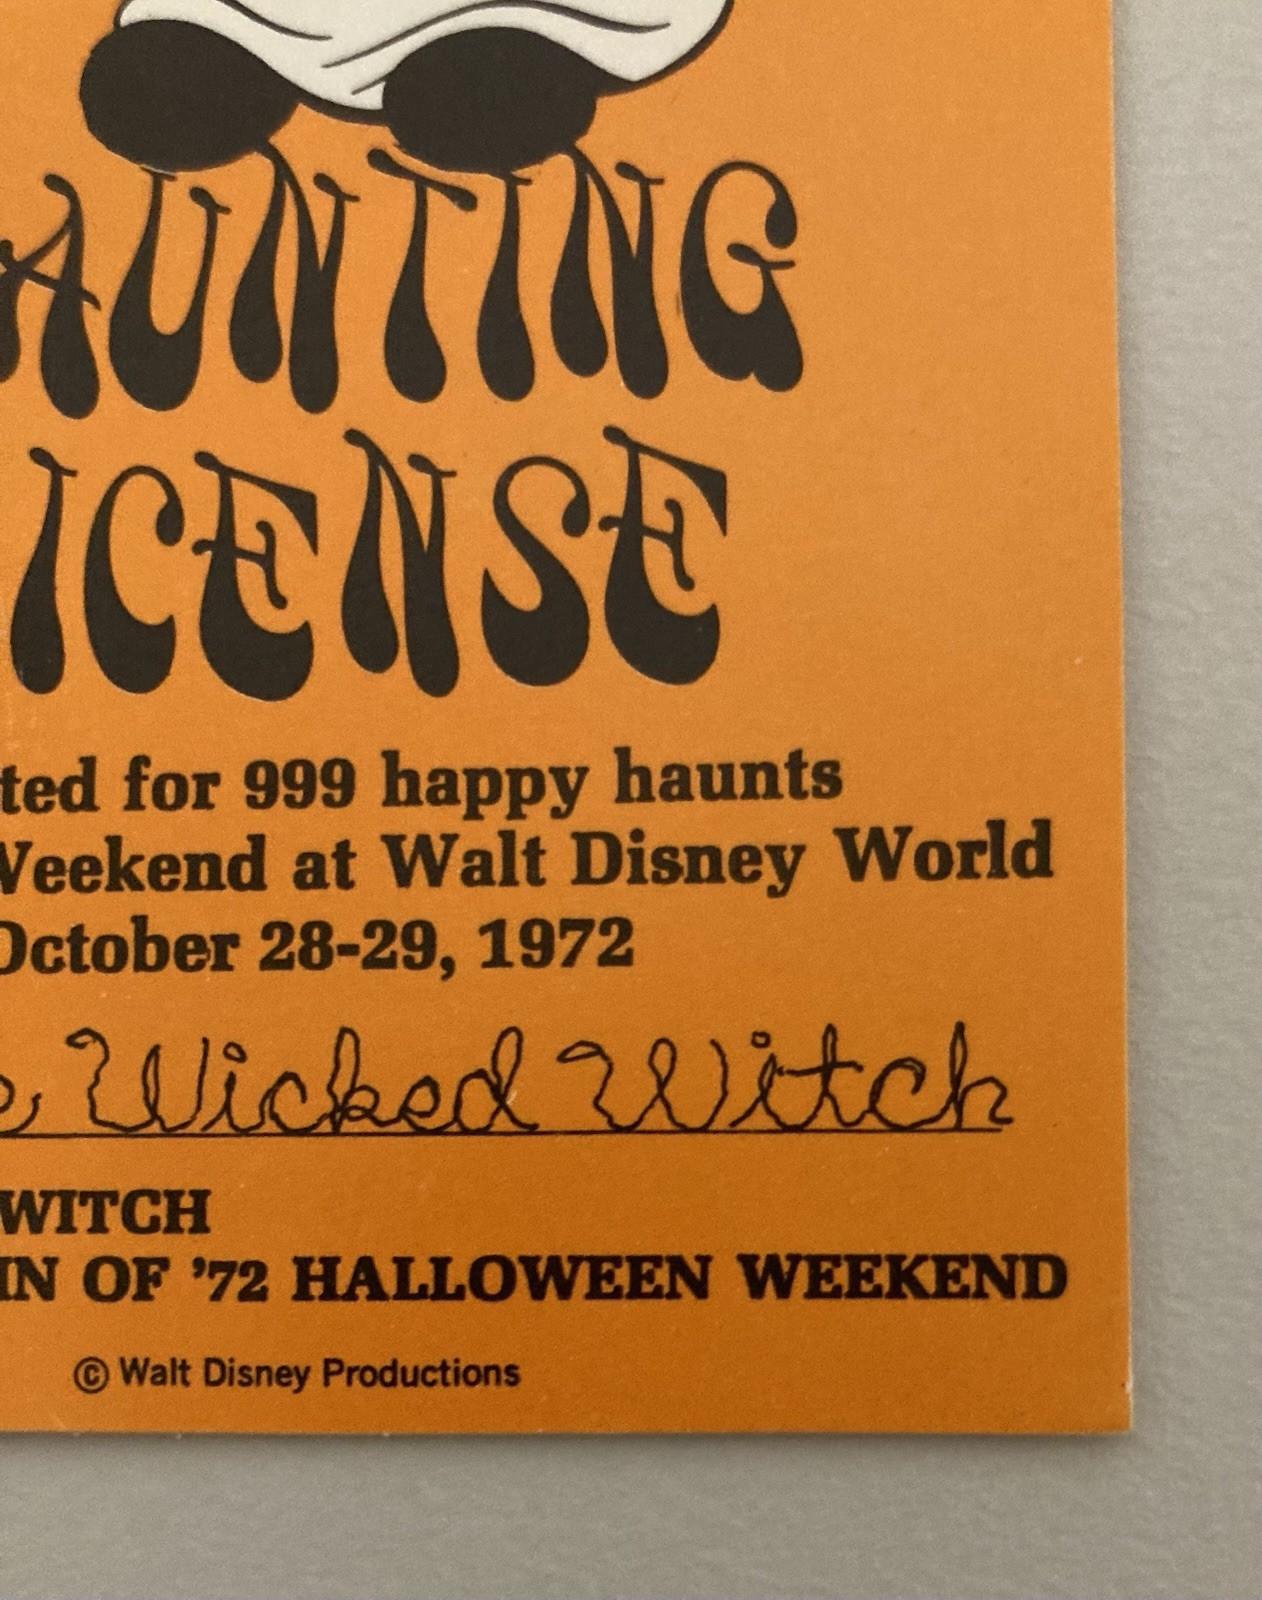 AUNTING
ICENSE
ted for 999 happy haunts
Weekend at Walt Disney World
October 28-29, 1972
e Wicked Witch
WITCH
IN OF '72 HALLOWEEN WEEKEND
© Walt Disney Productions